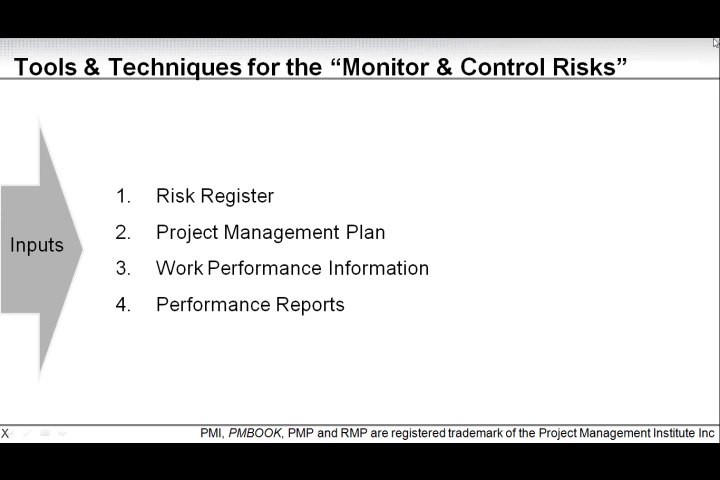 Tools & Techniques for the “Monitor & Control Risks”
Inputs
1. Risk Register
2. Project Management Plan
3. Work Performance Information
4. Performance Reports
X
PMI, PMBOOK, PMP and RMP are registered trademark of the Project Management Institute Inc